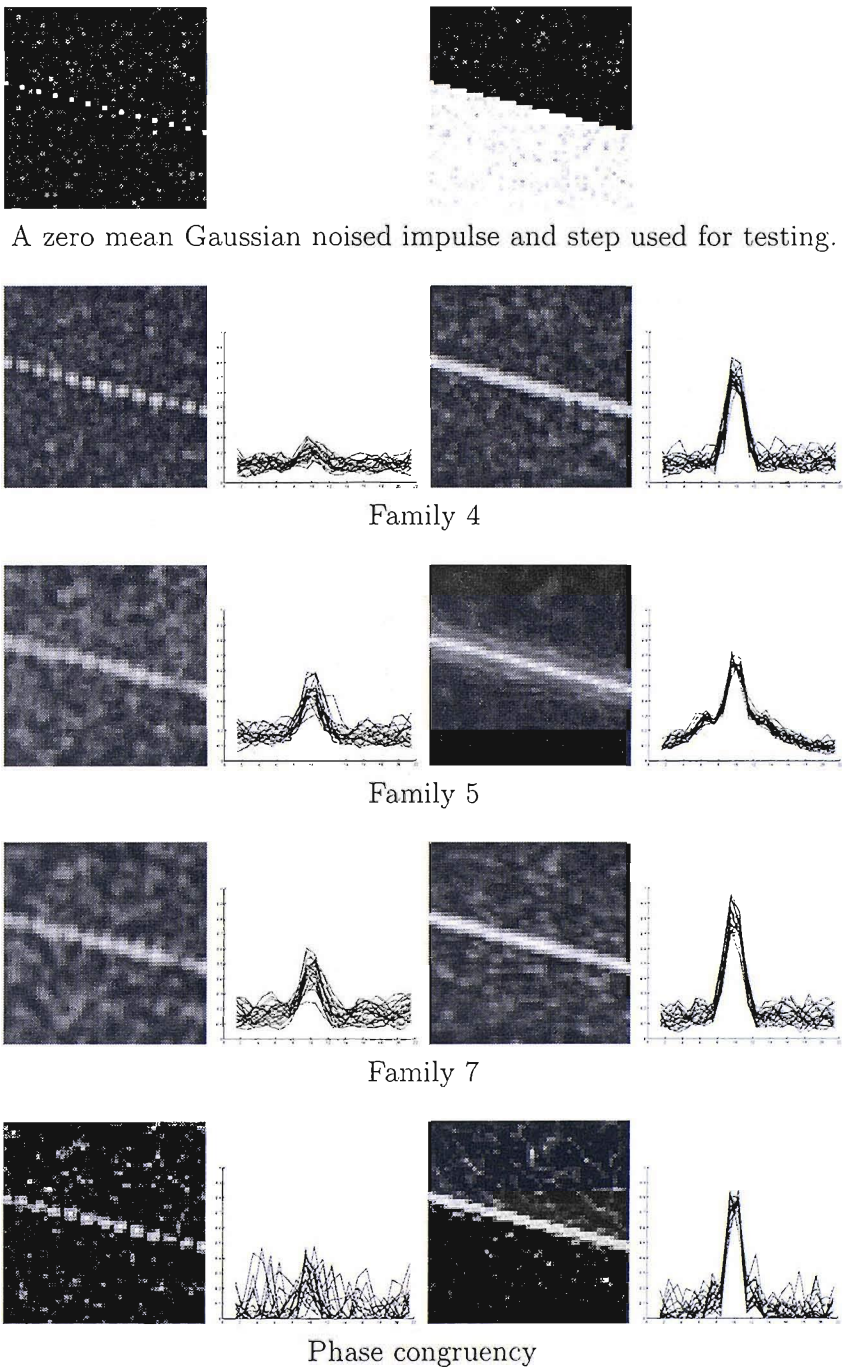 A zero mean Gaussian noised impulse and step used for testing.
Family 4
Family 5
Family 7
Phase congruency